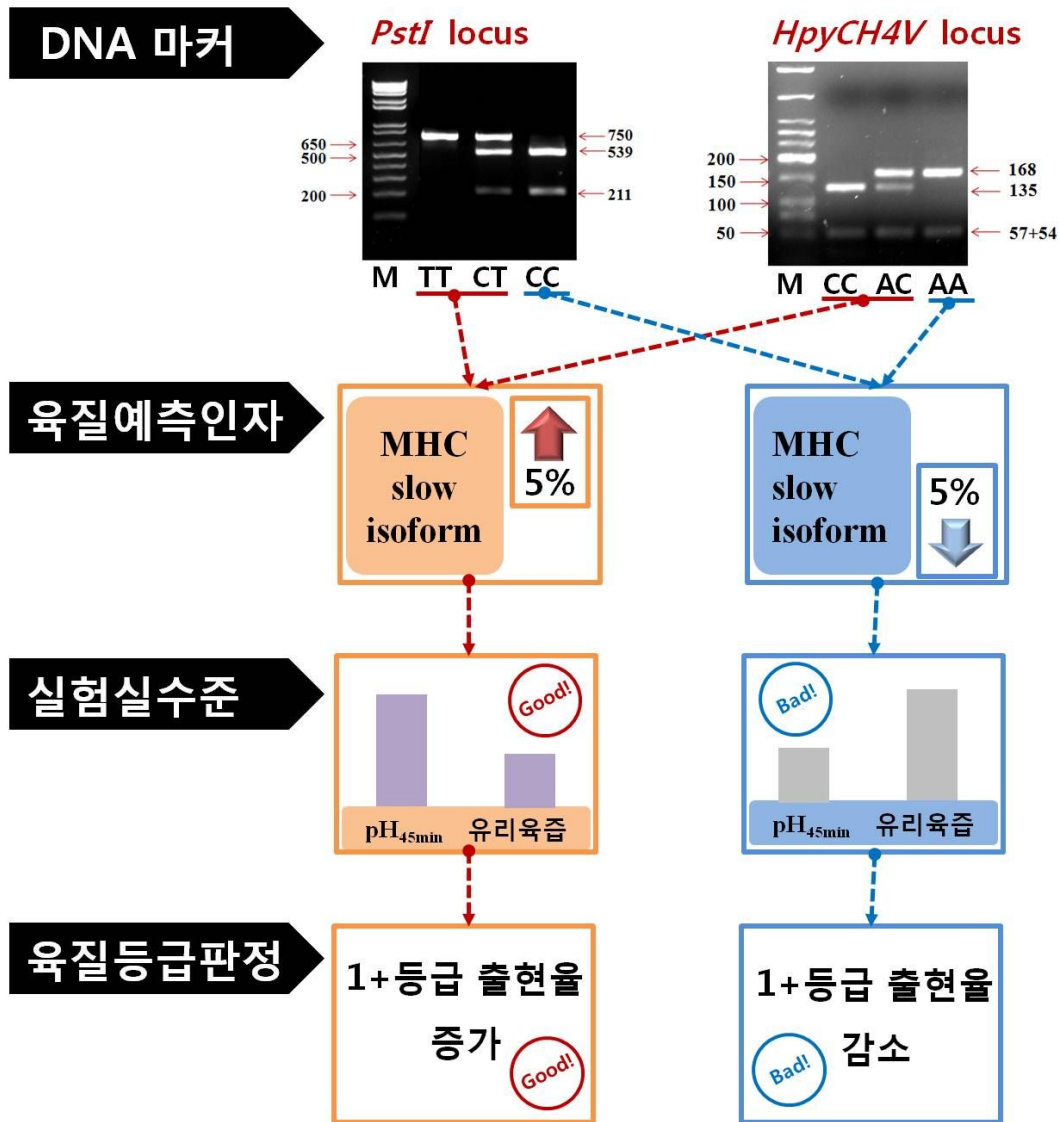 DNA 마커
PstI locus
HpyCH4V locus
650
500
200
750
539
211
200
150
100
50
168
135
57+54
M TT CT CC
M CC AC AA
육질예측인자
MHC
slow
isoform
5%
MHC
slow
isoform
5%
실험실수준
Good!
pH45min 유리육즙
Bad!
pH45min 유리육즙
육질등급판정
1+등급 출현율
증가
Good!
1+등급 출현율
감소
Bad!